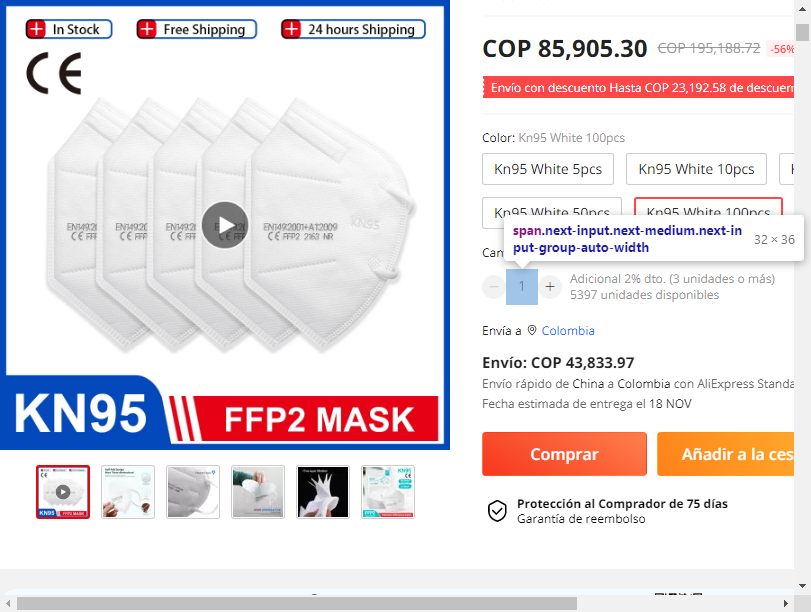 In Stock
Free Shipping
24 hours Shipping
CE
EN149:2001+A1:2009
CE FFP2 2163 NR
KN95
KN95
FFP2 MASK
COP 85,905.30 COP 195,188.72 -56%
Envío con descuento Hasta COP 23,192.58 de
Color: Kn95 White 100pcs
Kn95 White 5pcs
Kn95 White 10pcs
Kn95 White 50pcs
Kn95 White 100pcs
span.next-input.next-medium.next-in
put-group-auto-width
32 × 36
1
Adicional 2% dto. (3 unidades o más)
5397 unidades disponibles
Envía a Colombia
Envío: COP 43,833.97
Envío rápido de China a Colombia con AliExpress
Fecha estimada de entrega el 18 NOV
Comprar
Añadir a la
Protección al Comprador de 75 días
Garantía de reembolso